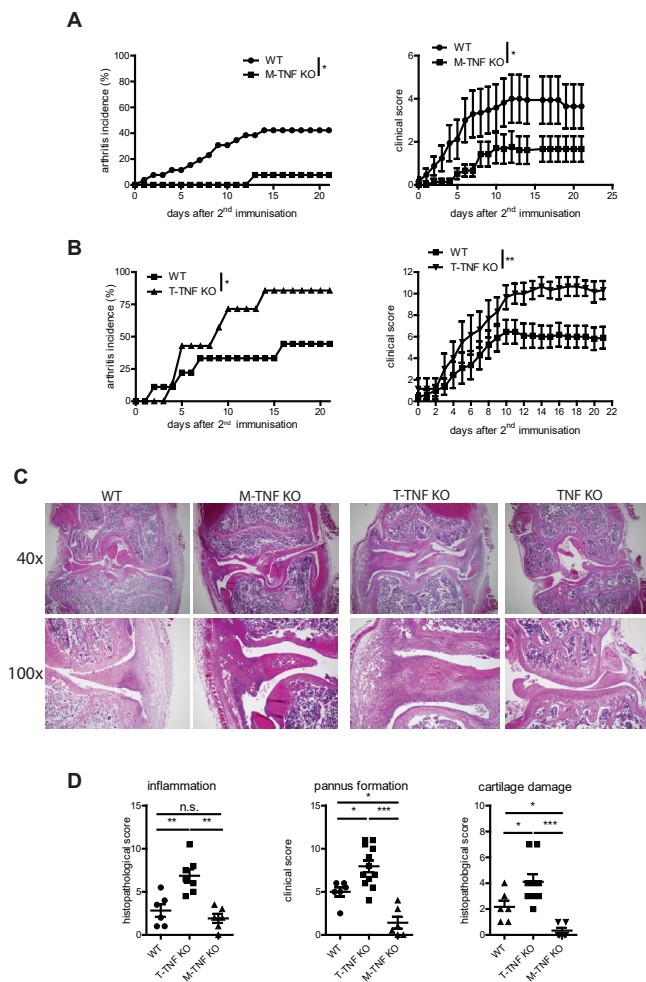 A
WT
M-TNF KO
*
arthritis incidence (%)
100
80
60
40
20
0
0 5 10 15 20
days after 2nd immunisation
WT
M-TNF KO
*
clinical score
6
4
2
0
0 5 10 15 20 25
days after 2nd immunisation
B
WT
T-TNF KO
*
arthritis incidence (%)
100
75
50
25
0
0 5 10 15 20
days after 2nd immunisation
WT
T-TNF KO
**
clinical score
12
10
8
6
4
2
0
0 2 4 6 8 10 12 14 16 18 20 22
days after 2nd immunisation
C
WT M-TNF KO T-TNF KO TNF KO
40x
100x
D
inflammation
n.s.
** **
histopathological score
15
10
5
0
WT T-TNF KO M-TNF KO
pannus formation
*
* ***
clinical score
15
10
5
0
WT T-TNF KO M-TNF KO
cartilage damage
*
* ***
histopathological score
10
8
6
4
2
0
WT T-TNF KO M-TNF KO